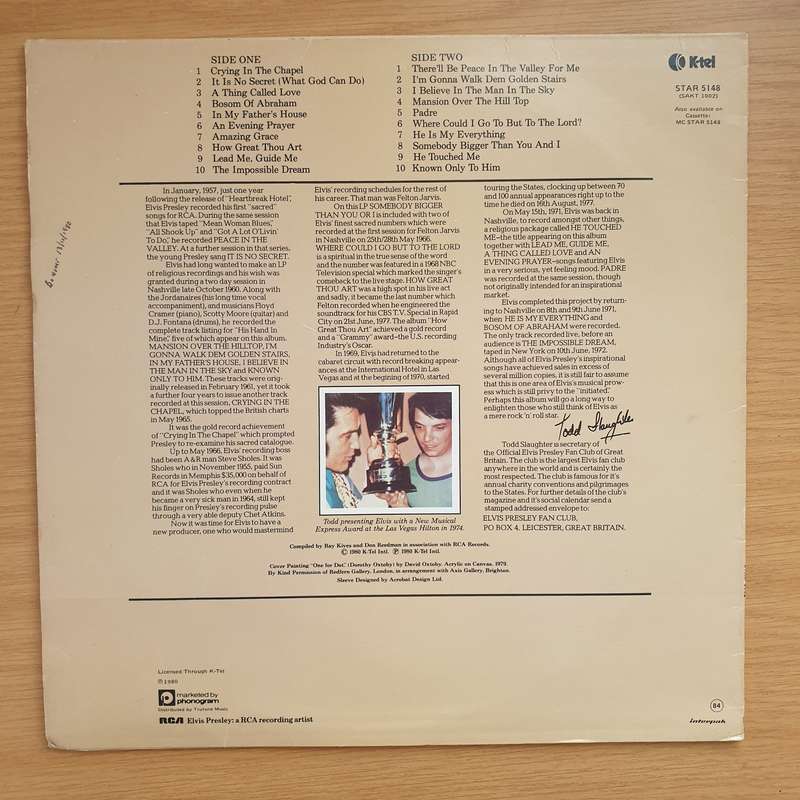 SIDE ONE
1 Crying In The Chapel
2 It Is No Secret (What God Can Do)
3 A Thing Called Love
4 Bosom Of Abraham
5 In My Father's House
6 An Evening Prayer
7 Amazing Grace
8 How Great Thou Art
9 Lead Me, Guide Me
10 The Impossible Dream
SIDE TWO
1 There'll Be Peace In The Valley For Me
2 I'm Gonna Walk Dem Golden Stairs
3 I Believe In The Man In The Sky
4 Mansion Over The Hill Top
5 Padre
6 Where Could I Go To But To The Lord?
7 He Is My Everything
8 Somebody Bigger Than You And I
9 He Touched Me
10 Known Only To Him
K-tel
STAR 5148
(SAKT 1002)
Also available on
Cassette:
MC STAR 5148
In January, 1957, just one year
following the release of "Heartbreak Hotel",
Elvis Presley recorded his first "sacred"
songs for RCA. During the same session
that Elvis taped "Mean Woman Blues",
"All Shook Up" and "Got A Lot O'Livin'
To Do," he recorded PEACE IN THE
VALLEY. At a further session in that series,
the young Presley sang IT IS NO SECRET.
Elvis had long wanted to make an LP
of religious recordings and his wish was
granted during a two day session in
Nashville late October 1960. Along with
the Jordanaires (his long time vocal
accompaniment), and musicians Floyd
Cramer (piano), Scotty Moore (guitar) and
D.J. Fontana (drums), he recorded the
complete track listing for "His Hand In
Mine," five of which appear on this album.
MANSION OVER THE HILLTOP, I'M
GONNA WALK DEM GOLDEN STAIRS,
IN MY FATHER'S HOUSE, I BELIEVE IN
THE MAN IN THE SKY and KNOWN
ONLY TO HIM. These tracks were orig-
inally released in February 1961, yet it took
a further four years to issue another track
recorded at this session, CRYING IN THE
CHAPEL, which topped the British charts
in May 1965.
It was the gold record achievement
of "Crying In The Chapel" which prompted
Presley to re-examine his sacred catalogue.
Up to May 1966, Elvis' recording boss
had been A & R man Steve Sholes. It was
Sholes who in November 1955, paid Sun
Records in Memphis $35,000 on behalf of
RCA for Elvis Presley's recording contract
and it was Sholes who even when he
became a very sick man in 1964, still kept
his finger on Presley's recording pulse
through a very able deputy Chet Atkins.
Now it was time for Elvis to have a
new producer, one who would mastermind
Elvis' recording schedules for the rest of
his career. That man was Felton Jarvis.
On this LP SOMEBODY BIGGER
THAN YOU OR I is included with two of
Elvis' finest sacred numbers which were
recorded at the first session for Felton Jarvis in
Nashville on 25th/28th May 1966.
WHERE COULD I GO BUT TO THE LORD
is a spiritual in the true sense of the word
and the number was featured in a 1968 NBC
Television special which marked the singer's
comeback to the live stage. HOW GREAT
THOU ART was a high spot in his live act
and sadly, it became the last number which
Felton recorded when he engineered the
soundtrack for his CBS T.V. Special in Rapid
City on 21st June, 1977. The album "How
Great Thou Art" achieved a gold record
and a "Grammy" award–the U.S. recording
Industry's Oscar.
In 1969, Elvis had returned to the
cabaret circuit with record breaking appear-
ances at the International Hotel in Las
Vegas and at the begining of 1970, started
Todd presenting Elvis with a New Musical
Express Award at the Las Vegas Hilton in 1974.
touring the States, clocking up between 70
and 100 annual appearances right up to the
time he died on 16th August, 1977.
On May 15th, 1971, Elvis was back in
Nashville, to record amongst other things,
a religious package called HE TOUCHED
ME–the title appearing on this album
together with LEAD ME, GUIDE ME,
A THING CALLED LOVE and AN
EVENING PRAYER–songs featuring Elvis
in a very serious, yet feeling mood. PADRE
was recorded at the same session, though
not originally intended for an inspirational
market.
Elvis completed this project by return-
ing to Nashville on 8th and 9th June 1971,
when HE IS MY EVERYTHING and
BOSOM OF ABRAHAM were recorded.
The only track recorded live, before an
audience is THE IMPOSSIBLE DREAM,
taped in New York on 10th June, 1972.
Although all of Elvis Presley's inspirational
songs have achieved sales in excess of
several million copies, it is still fair to assume
that this is one area of Elvis's musical prow-
ess which is still privy to the "initiated".
Perhaps this album will go a long way to
enlighten those who still think of Elvis as
a mere rock 'n' roll star.
Todd Slaughter
Todd Slaughter is secretary of
the Official Elvis Presley Fan Club of Great
Britain. The club is the largest Elvis fan club
anywhere in the world and is certainly the
most respected. The club is famous for it's
annual charity conventions and pilgrimages
to the States. For further details of the club's
magazine and it's social calendar send a
stamped addressed envelope to:
ELVIS PRESLEY FAN CLUB,
PO BOX 4, LEICESTER, GREAT BRITAIN.
Compiled by Ray Kives and Don Reedman in association with RCA Records.
© 1980 K-Tel Intl. ℗ 1980 K-Tel Intl.
Cover Painting "One for Dot." (Dorothy Oxtoby) by David Oxtoby. Acrylic on Canvas, 1979.
By Kind Permission of Redfern Gallery, London, in arrangement with Axis Gallery, Brighton.
Sleeve Designed by Acrobat Design Ltd.
Licensed Through K-Tel
℗ 1980
marketed by
phonogram
Distributed by Trutone Music
RCA Elvis Presley: a RCA recording artist
84
interpak